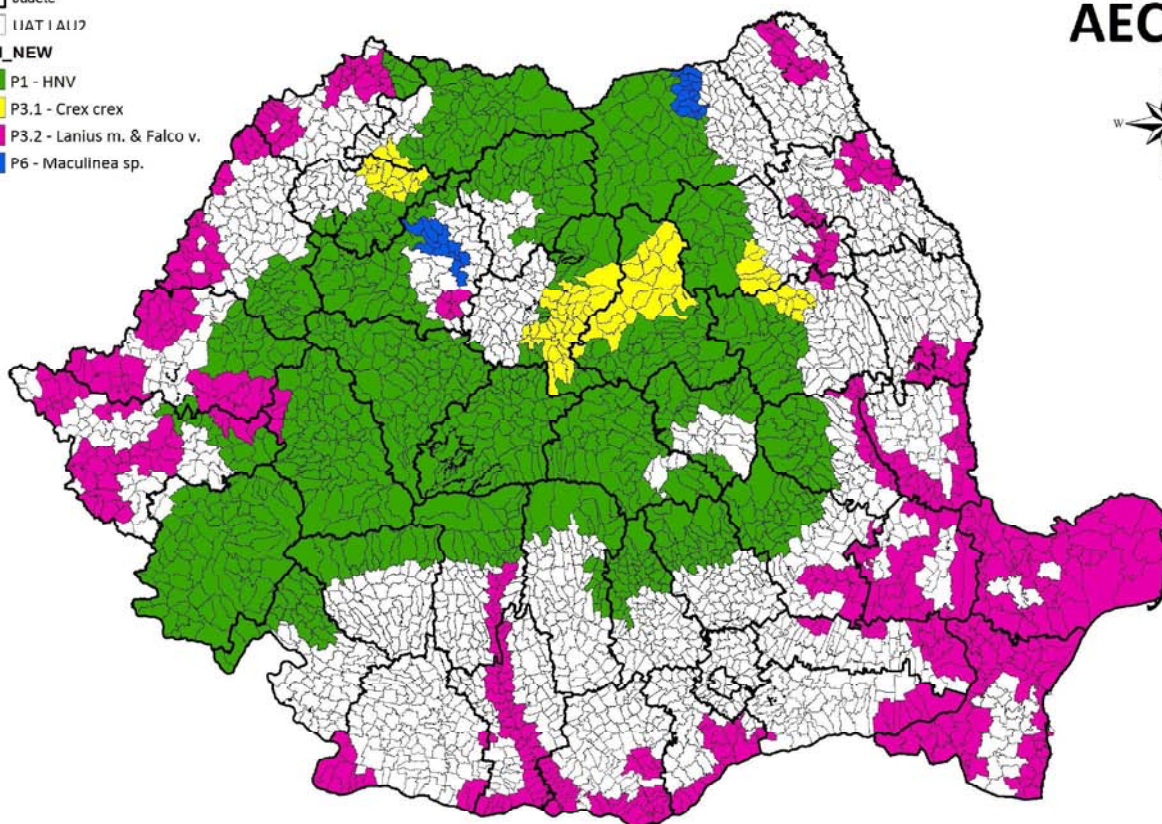 UAT LAU2
_NEW
P1 - HNV
P3.1 - Crex crex
P3.2 - Lanius m. & Falco v.
P6 - Maculinea sp.
AEC
W